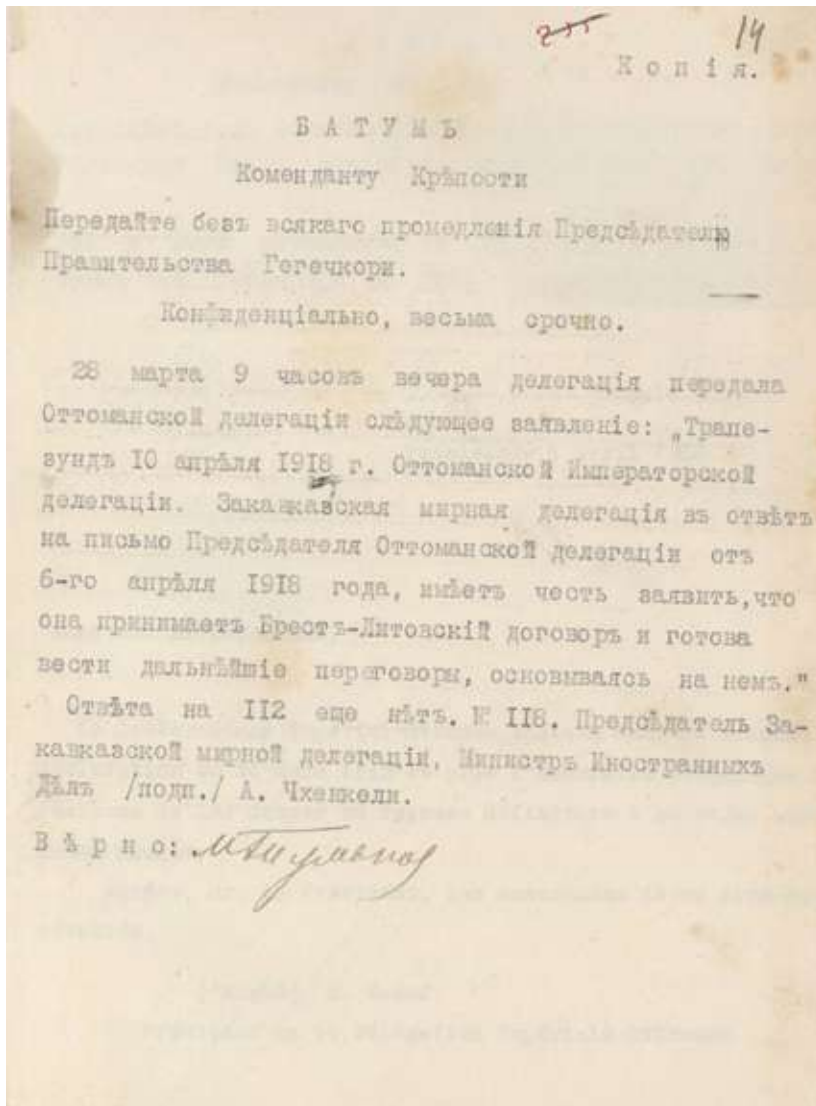 14
Копія.
БАТУМЪ
Коменданту Крѣпости
Передайте безъ всякаго промедленія Предсѣдателю
Правительства Гегечкори.
Конфиденціально, весьма срочно.
28 марта 9 часовъ вечера делегація передала
Оттоманской делегаціи слѣдующее заявленіе: „Трапе-
зундъ 10 апрѣля 1918 г. Оттоманской Императорской
делегаціи. Закавказская мирная делегація въ отвѣтъ
на письмо Предсѣдателя Оттоманской делегаціи отъ
6-го апрѣля 1918 года, имѣетъ честь заявить,что
она принимаетъ Брестъ-Литовскій договоръ и готова
вести дальнѣйшіе переговоры, основываясь на немъ."
Отвѣта на 112 еще нѣтъ. № 118. Предсѣдатель За-
кавказской мирной делегаціи, Министръ Иностранныхъ
Дѣлъ /подп./ А. Чхенкели.
Вѣрно: